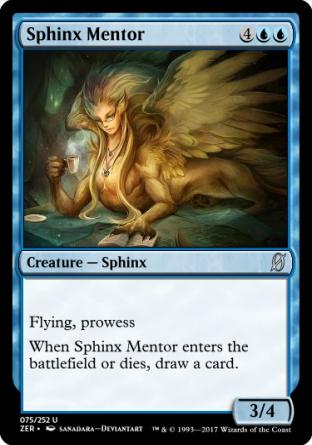 Sphinx Mentor 4
Creature — Sphinx
Flying, prowess
When Sphinx Mentor enters the
battlefield or dies, draw a card.
075/252 U
ZER • SANADARA–DEVIANTART ™ & © 1993–2017 Wizards of the Coast
3/4